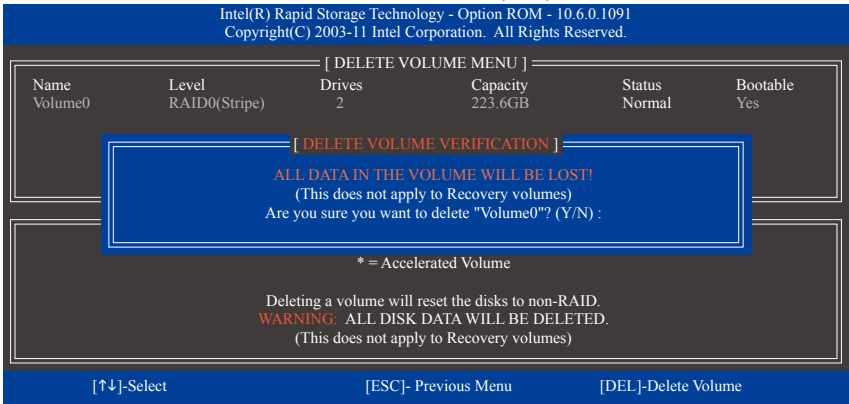 Intel(R) Rapid Storage Technology - Option ROM - 10.6.0.1091
Copyright(C) 2003-11 Intel Corporation. All Rights Reserved.
[ DELETE VOLUME MENU ]
Name Level Drives Capacity Status Bootable
Volume0 RAID0(Stripe) 2 223.6GB Normal Yes
[ DELETE VOLUME VERIFICATION ]
ALL DATA IN THE VOLUME WILL BE LOST!
(This does not apply to Recovery volumes)
Are you sure you want to delete "Volume0"? (Y/N) :
* = Accelerated Volume
Deleting a volume will reset the disks to non-RAID.
WARNING: ALL DISK DATA WILL BE DELETED.
(This does not apply to Recovery volumes)
[↑↓]-Select [ESC]- Previous Menu [DEL]-Delete Volume